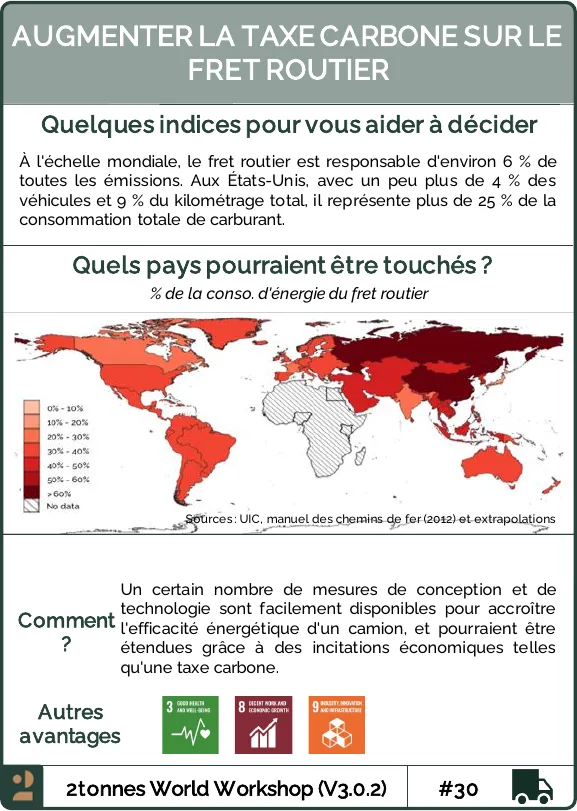 AUGMENTER LA TAXE CARBONE SUR LE
FRET ROUTIER
Quelques indices pour vous aider à décider
À l'échelle mondiale, le fret routier est responsable d'environ 6 % de
toutes les émissions. Aux États-Unis, avec un peu plus de 4 % des
véhicules et 9 % du kilométrage total, il représente plus de 25 % de la
consommation totale de carburant.
Quels pays pourraient être touchés ?
% de la conso. d'énergie du fret routier
0% - 10%
10% - 20%
20% - 30%
30% - 40%
40% - 50%
50% - 60%
> 60%
No data
Sources : UIC, manuel des chemins de fer (2012) et extrapolations
Comment
?
Un certain nombre de mesures de conception et de
technologie sont facilement disponibles pour accroître
l'efficacité énergétique d'un camion, et pourraient être
étendues grâce à des incitations économiques telles
qu'une taxe carbone.
Autres
avantages
3 GOOD HEALTH
AND WELL-BEING
8 DECENT WORK AND
ECONOMIC GROWTH
9 INDUSTRY, INNOVATION
AND INFRASTRUCTURE
2tonnes World Workshop (V3.0.2)
#30